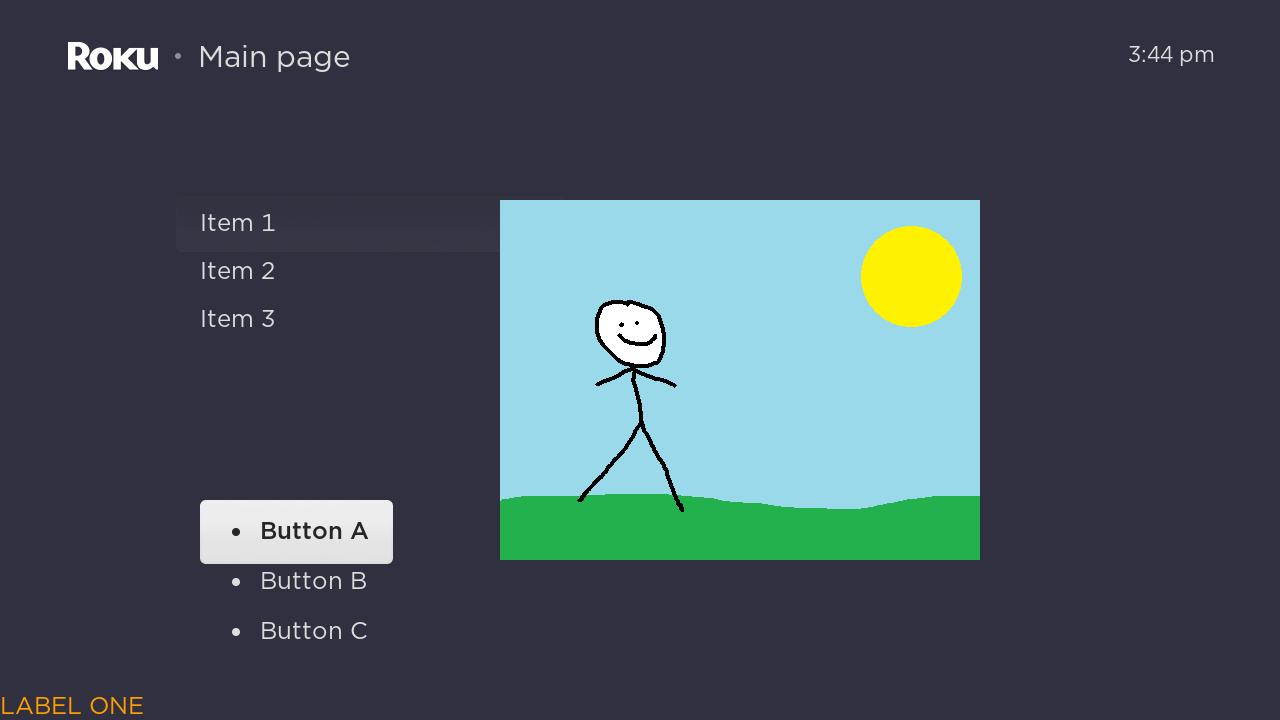 Roku • Main page
3:44 pm
Item 1
Item 2
Item 3
• Button A
• Button B
• Button C
LABEL ONE